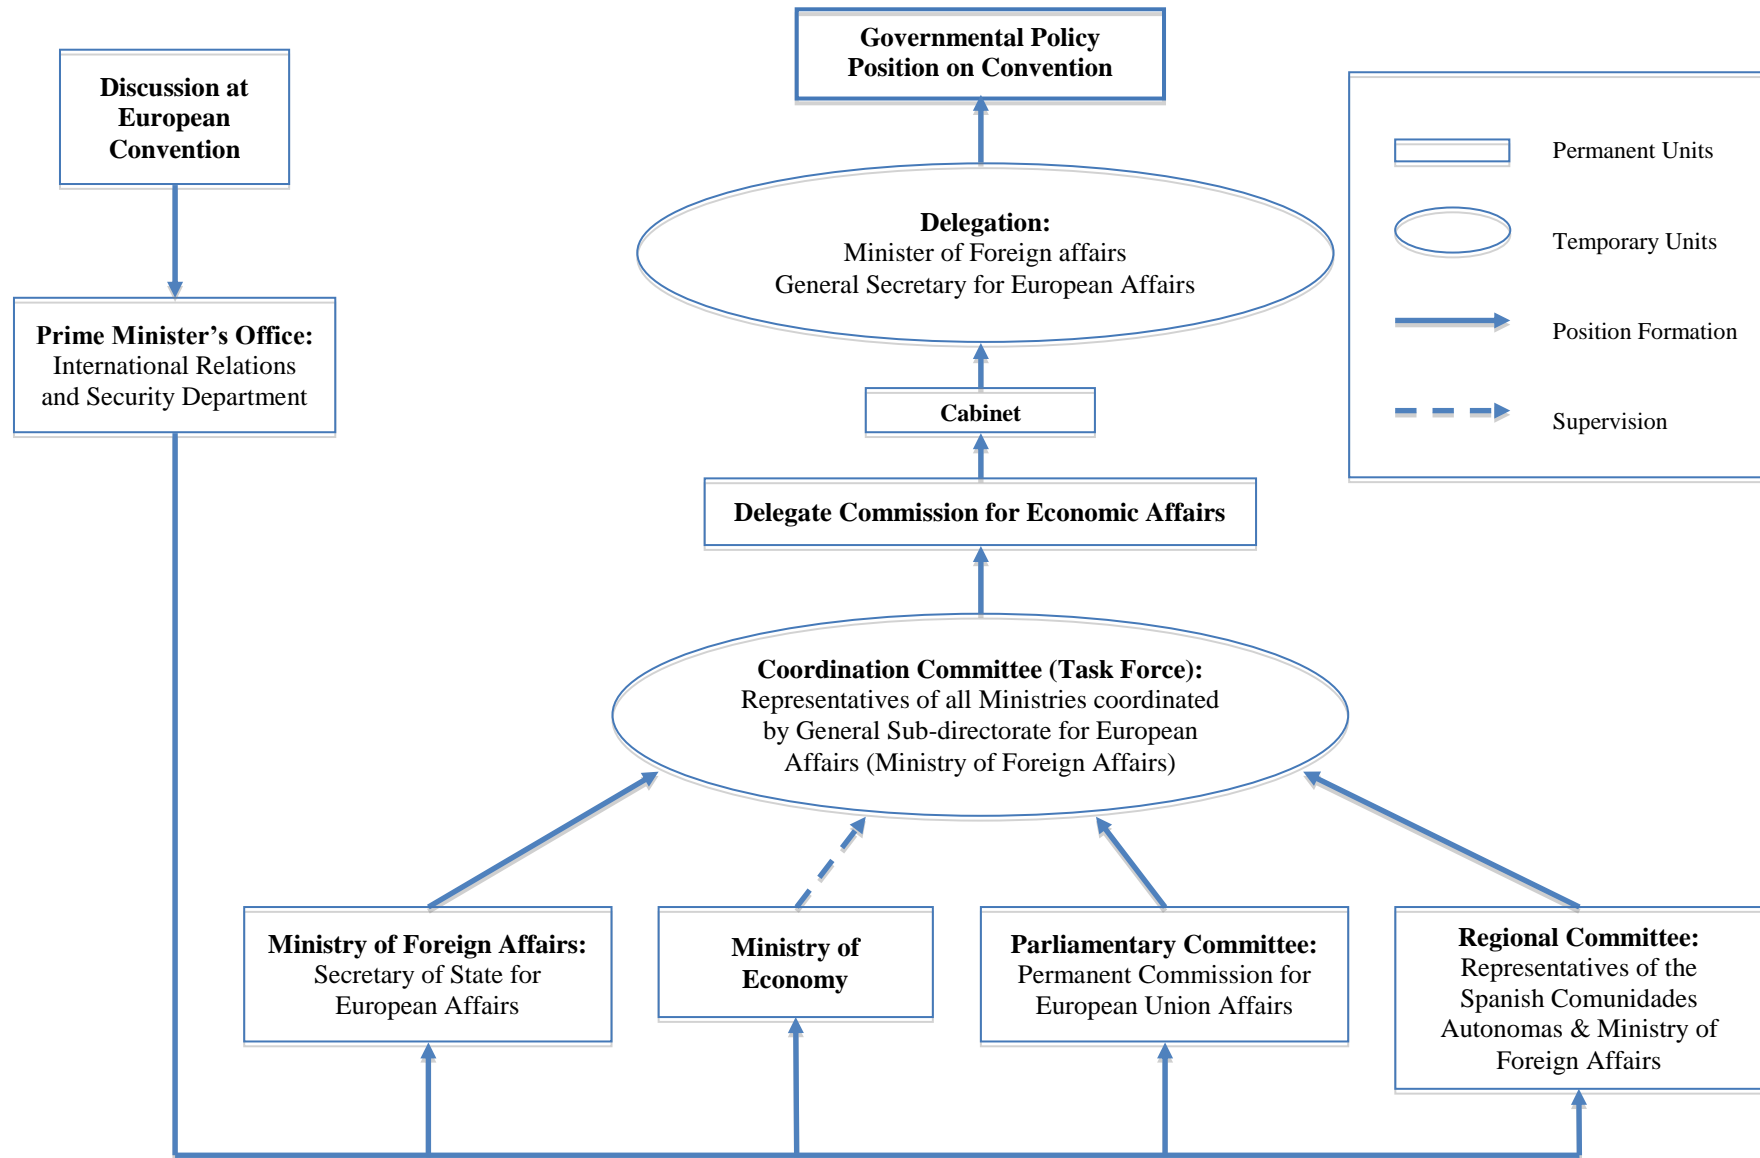 Governmental Policy
Position on Convention
Discussion at
European
Convention
Permanent Units
Temporary Units
Position Formation
Supervision
Delegation:
Minister of Foreign affairs
General Secretary for European Affairs
Prime Minister’s Office:
International Relations
and Security Department
Cabinet
Delegate Commission for Economic Affairs
Coordination Committee (Task Force):
Representatives of all Ministries coordinated
by General Sub-directorate for European
Affairs (Ministry of Foreign Affairs)
Ministry of Foreign Affairs:
Secretary of State for
European Affairs
Ministry of
Economy
Parliamentary Committee:
Permanent Commission for
European Union Affairs
Regional Committee:
Representatives of the
Spanish Comunidades
Autonomas & Ministry of
Foreign Affairs